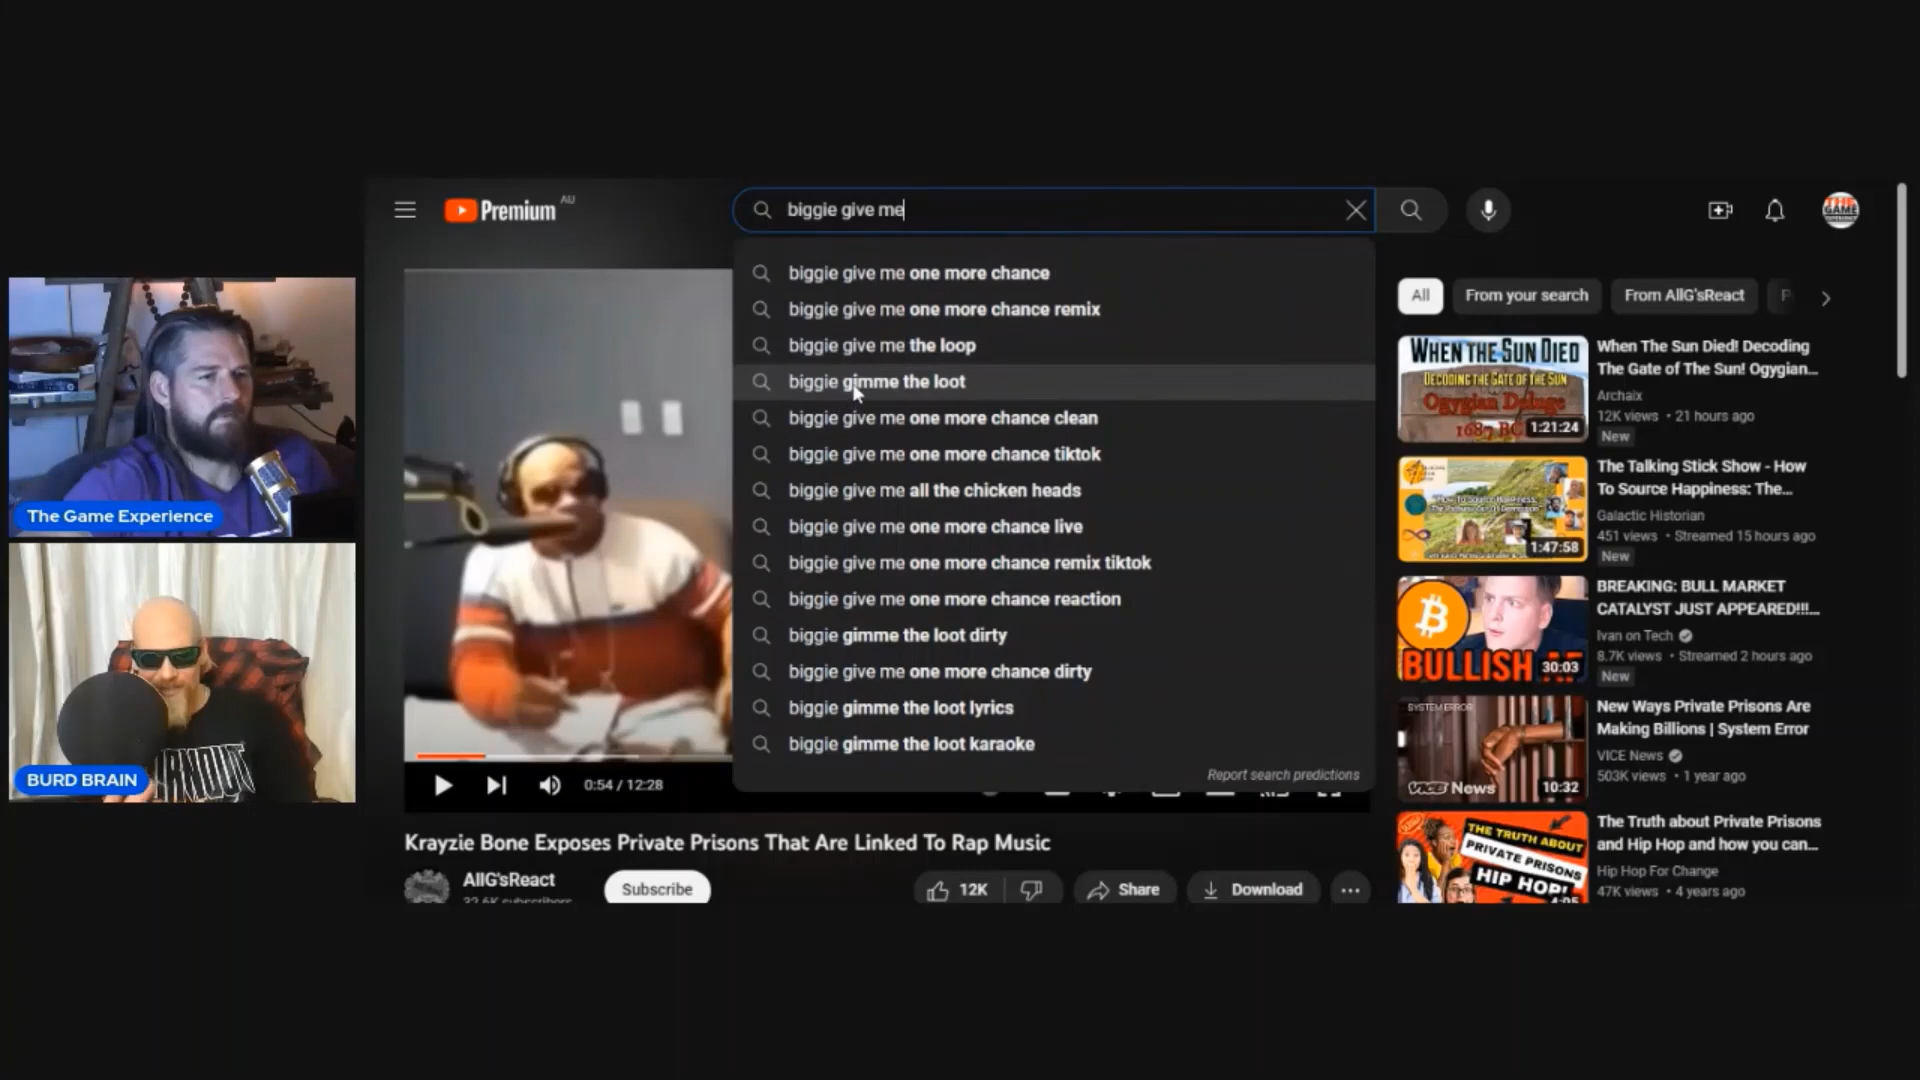 Premium AU
biggie give me
biggie give me one more chance
biggie give me one more chance remix
biggie give me the loop
biggie gimme the loot
biggie give me one more chance clean
biggie give me one more chance tiktok
biggie give me all the chicken heads
biggie give me one more chance live
biggie give me one more chance remix tiktok
biggie give me one more chance reaction
biggie gimme the loot dirty
biggie give me one more chance dirty
biggie gimme the loot lyrics
biggie gimme the loot karaoke
Report search predictions
The Game Experience
BURD BRAIN
0:54 / 12:28
Krayzie Bone Exposes Private Prisons That Are Linked To Rap Music
AllG'sReact
32.6K subscribers
Subscribe
12K
Share
Download
All
From your search
From AllG'sReact
P
WHEN THE SUN DIED
DECODING THE GATE OF THE SUN
Ogygian Deluge
1687 BC
1:21:24
When The Sun Died! Decoding
The Gate of The Sun! Ogygian...
Archaix
12K views • 21 hours ago
New
1:47:58
The Talking Stick Show - How
To Source Happiness: The...
Galactic Historian
451 views • Streamed 15 hours ago
New
BULLISH AF
30:03
BREAKING: BULL MARKET
CATALYST JUST APPEARED!!!...
Ivan on Tech
8.7K views • Streamed 2 hours ago
New
SYSTEM ERROR
VICE News
10:32
New Ways Private Prisons Are
Making Billions | System Error
VICE News
503K views • 1 year ago
THE TRUTH ABOUT
PRIVATE PRISONS
HIP HOP!
4:05
The Truth about Private Prisons
and Hip Hop and how you can...
Hip Hop For Change
47K views • 4 years ago